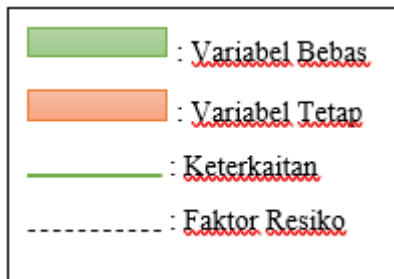 : Variabel Bebas
: Variabel Tetap
: Keterkaitan
: Faktor Resiko